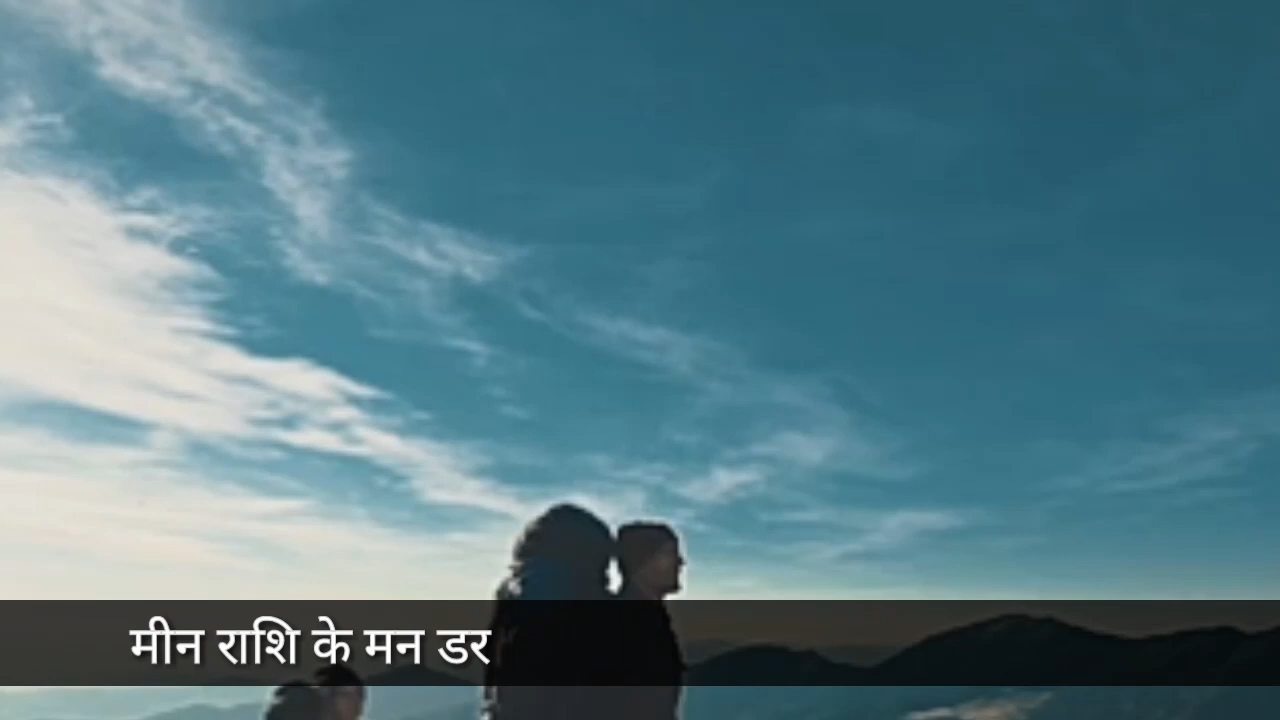 मीन राशि के मन डर